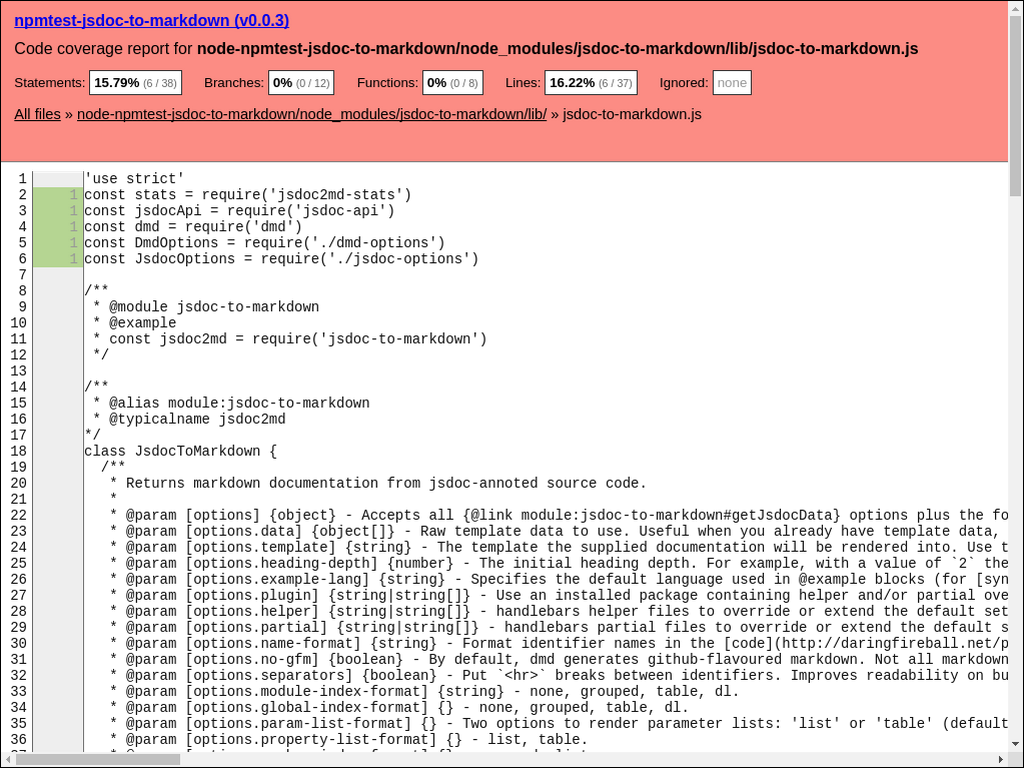 npmtest-jsdoc-to-markdown (v0.0.3)
Code coverage report for node-npmtest-jsdoc-to-markdown/node_modules/jsdoc-to-markdown/lib/jsdoc-to-markdown.js
Statements: 15.79% (6 / 38) Branches: 0% (0 / 12) Functions: 0% (0 / 8) Lines: 16.22% (6 / 37) Ignored: none
All files » node-npmtest-jsdoc-to-markdown/node_modules/jsdoc-to-markdown/lib/ » jsdoc-to-markdown.js
1 'use strict'
2 1 const stats = require('jsdoc2md-stats')
3 1 const jsdocApi = require('jsdoc-api')
4 1 const dmd = require('dmd')
5 1 const DmdOptions = require('./dmd-options')
6 1 const JsdocOptions = require('./jsdoc-options')
7
8 /**
9 * @module jsdoc-to-markdown
10 * @example
11 * const jsdoc2md = require('jsdoc-to-markdown')
12 */
13
14 /**
15 * @alias module:jsdoc-to-markdown
16 * @typicalname jsdoc2md
17 */
18 class JsdocToMarkdown {
19 /**
20 * Returns markdown documentation from jsdoc-annoted source code.
21 *
22 * @param [options] {object} - Accepts all {@link module:jsdoc-to-markdown#getJsdocData} options plus the fo
23 * @param [options.data] {object[]} - Raw template data to use. Useful when you already have template data,
24 * @param [options.template] {string} - The template the supplied documentation will be rendered into. Use t
25 * @param [options.heading-depth] {number} - The initial heading depth. For example, with a value of `2` the
26 * @param [options.example-lang] {string} - Specifies the default language used in @example blocks (for [syn
27 * @param [options.plugin] {string|string[]} - Use an installed package containing helper and/or partial ove
28 * @param [options.helper] {string|string[]} - handlebars helper files to override or extend the default set
29 * @param [options.partial] {string|string[]} - handlebars partial files to override or extend the default s
30 * @param [options.name-format] {string} - Format identifier names in the [code](http://daringfireball.net/p
31 * @param [options.no-gfm] {boolean} - By default, dmd generates github-flavoured markdown. Not all markdown
32 * @param [options.separators] {boolean} - Put `<hr>` breaks between identifiers. Improves readability on bu
33 * @param [options.module-index-format] {string} - none, grouped, table, dl.
34 * @param [options.global-index-format] {} - none, grouped, table, dl.
35 * @param [options.param-list-format] {} - Two options to render parameter lists: 'list' or 'table' (default
36 * @param [options.property-list-format] {} - list, table.